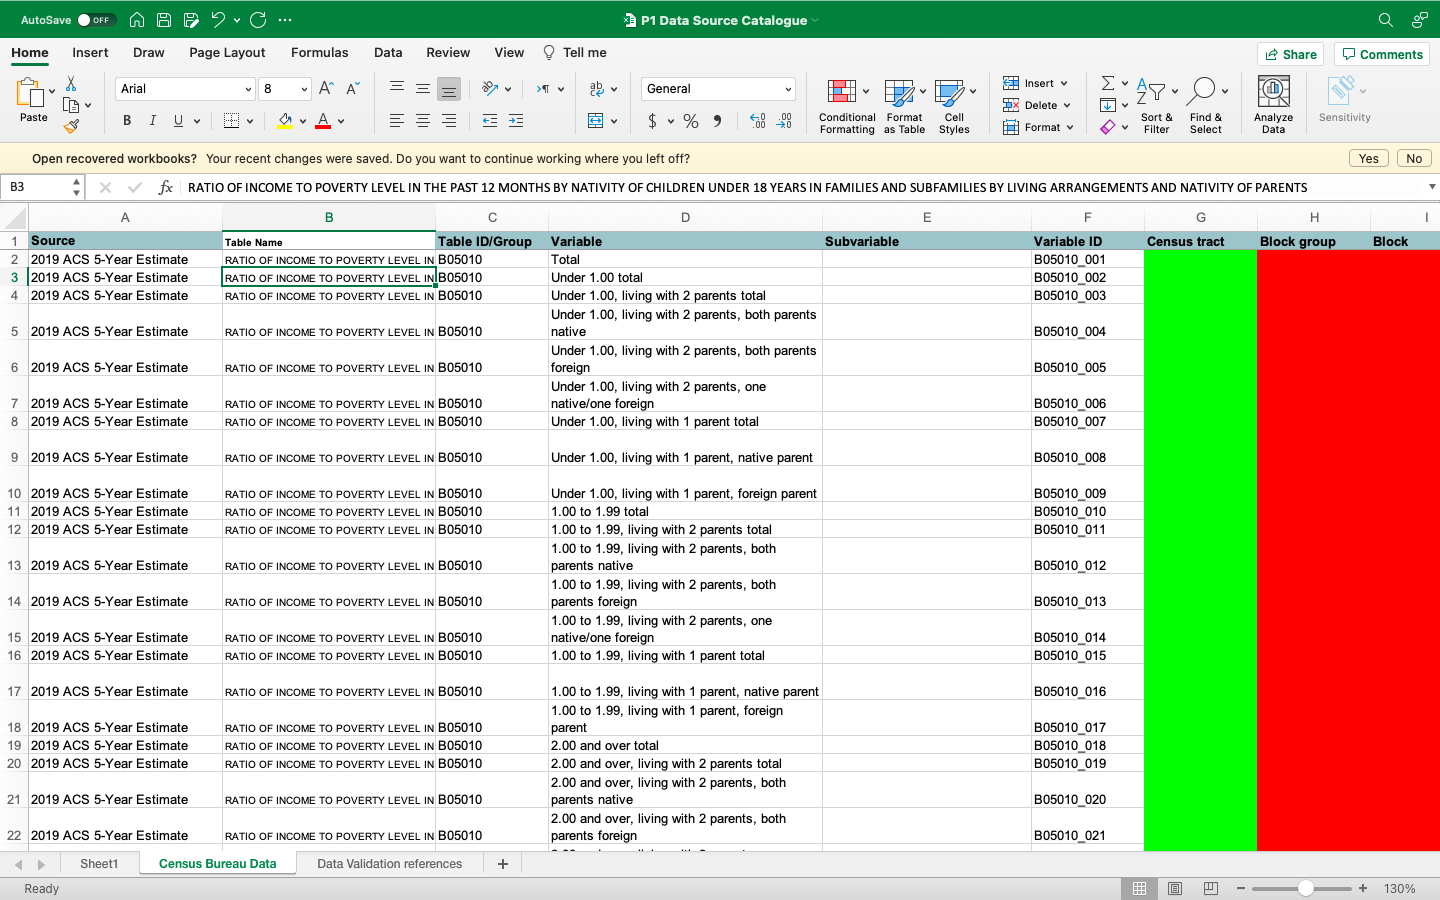 AutoSave OFF P1 Data Source Catalogue
Home Insert Draw Page Layout Formulas Data Review View Tell me Share Comments
Paste Arial 8 General Conditional Formatting Format as Table Cell Styles Insert Delete Format Sort & Filter Find & Select Analyze Data Sensitivity
Open recovered workbooks? Your recent changes were saved. Do you want to continue working where you left off? Yes No
B3 fx RATIO OF INCOME TO POVERTY LEVEL IN THE PAST 12 MONTHS BY NATIVITY OF CHILDREN UNDER 18 YEARS IN FAMILIES AND SUBFAMILIES BY LIVING ARRANGEMENTS AND NATIVITY OF PARENTS
A B C D E F G H I
1 Source Table Name Table ID/Group Variable Subvariable Variable ID Census tract Block group Block
2 2019 ACS 5-Year Estimate RATIO OF INCOME TO POVERTY LEVEL IN B05010 Total B05010_001
3 2019 ACS 5-Year Estimate RATIO OF INCOME TO POVERTY LEVEL IN B05010 Under 1.00 total B05010_002
4 2019 ACS 5-Year Estimate RATIO OF INCOME TO POVERTY LEVEL IN B05010 Under 1.00, living with 2 parents total B05010_003
Under 1.00, living with 2 parents, both parents
5 2019 ACS 5-Year Estimate RATIO OF INCOME TO POVERTY LEVEL IN B05010 native B05010_004
Under 1.00, living with 2 parents, both parents
6 2019 ACS 5-Year Estimate RATIO OF INCOME TO POVERTY LEVEL IN B05010 foreign B05010_005
Under 1.00, living with 2 parents, one
7 2019 ACS 5-Year Estimate RATIO OF INCOME TO POVERTY LEVEL IN B05010 native/one foreign B05010_006
8 2019 ACS 5-Year Estimate RATIO OF INCOME TO POVERTY LEVEL IN B05010 Under 1.00, living with 1 parent total B05010_007
9 2019 ACS 5-Year Estimate RATIO OF INCOME TO POVERTY LEVEL IN B05010 Under 1.00, living with 1 parent, native parent B05010_008
10 2019 ACS 5-Year Estimate RATIO OF INCOME TO POVERTY LEVEL IN B05010 Under 1.00, living with 1 parent, foreign parent B05010_009
11 2019 ACS 5-Year Estimate RATIO OF INCOME TO POVERTY LEVEL IN B05010 1.00 to 1.99 total B05010_010
12 2019 ACS 5-Year Estimate RATIO OF INCOME TO POVERTY LEVEL IN B05010 1.00 to 1.99, living with 2 parents total B05010_011
1.00 to 1.99, living with 2 parents, both
13 2019 ACS 5-Year Estimate RATIO OF INCOME TO POVERTY LEVEL IN B05010 parents native B05010_012
1.00 to 1.99, living with 2 parents, both
14 2019 ACS 5-Year Estimate RATIO OF INCOME TO POVERTY LEVEL IN B05010 parents foreign B05010_013
1.00 to 1.99, living with 2 parents, one
15 2019 ACS 5-Year Estimate RATIO OF INCOME TO POVERTY LEVEL IN B05010 native/one foreign B05010_014
16 2019 ACS 5-Year Estimate RATIO OF INCOME TO POVERTY LEVEL IN B05010 1.00 to 1.99, living with 1 parent total B05010_015
17 2019 ACS 5-Year Estimate RATIO OF INCOME TO POVERTY LEVEL IN B05010 1.00 to 1.99, living with 1 parent, native parent B05010_016
1.00 to 1.99, living with 1 parent, foreign
18 2019 ACS 5-Year Estimate RATIO OF INCOME TO POVERTY LEVEL IN B05010 parent B05010_017
19 2019 ACS 5-Year Estimate RATIO OF INCOME TO POVERTY LEVEL IN B05010 2.00 and over total B05010_018
20 2019 ACS 5-Year Estimate RATIO OF INCOME TO POVERTY LEVEL IN B05010 2.00 and over, living with 2 parents total B05010_019
2.00 and over, living with 2 parents, both
21 2019 ACS 5-Year Estimate RATIO OF INCOME TO POVERTY LEVEL IN B05010 parents native B05010_020
2.00 and over, living with 2 parents, both
22 2019 ACS 5-Year Estimate RATIO OF INCOME TO POVERTY LEVEL IN B05010 parents foreign B05010_021
Sheet1 Census Bureau Data Data Validation references +
Ready 130%